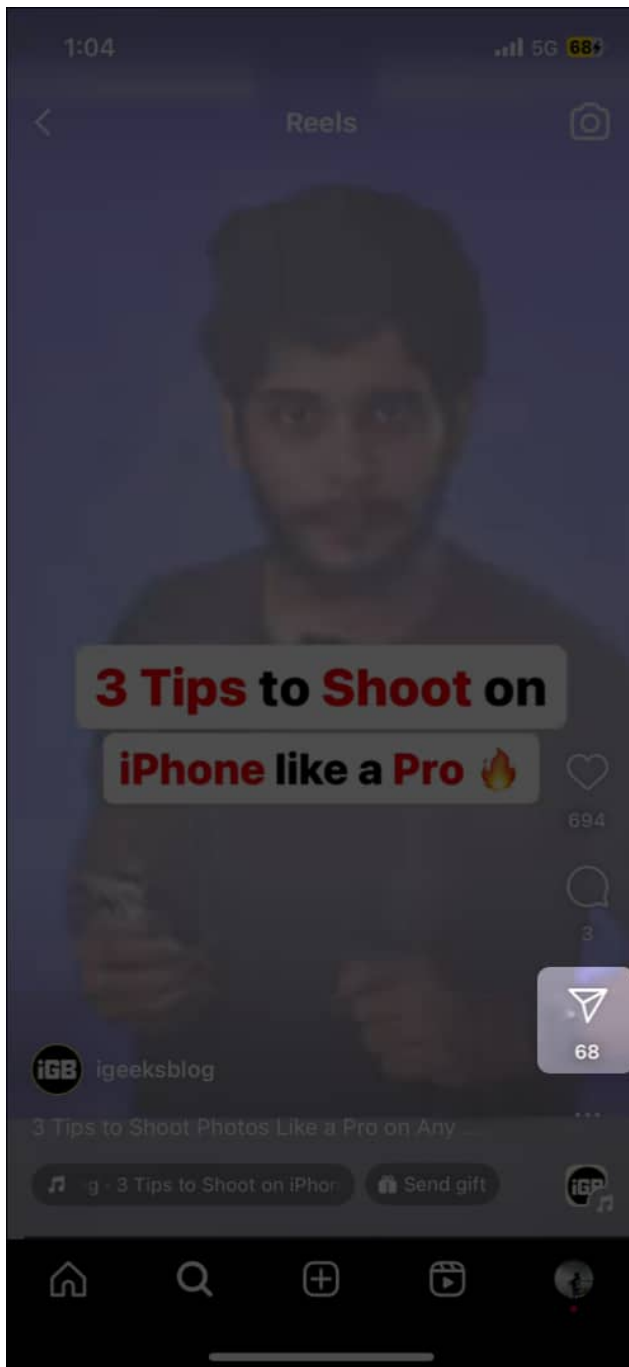 1:04
5G 68
Reels
3 Tips to Shoot on
iPhone like a Pro 🔥
694
3
68
iGB igeeksblog
3 Tips to Shoot Photos Like a Pro on Any ...
g · 3 Tips to Shoot on iPhon
Send gift
iGB